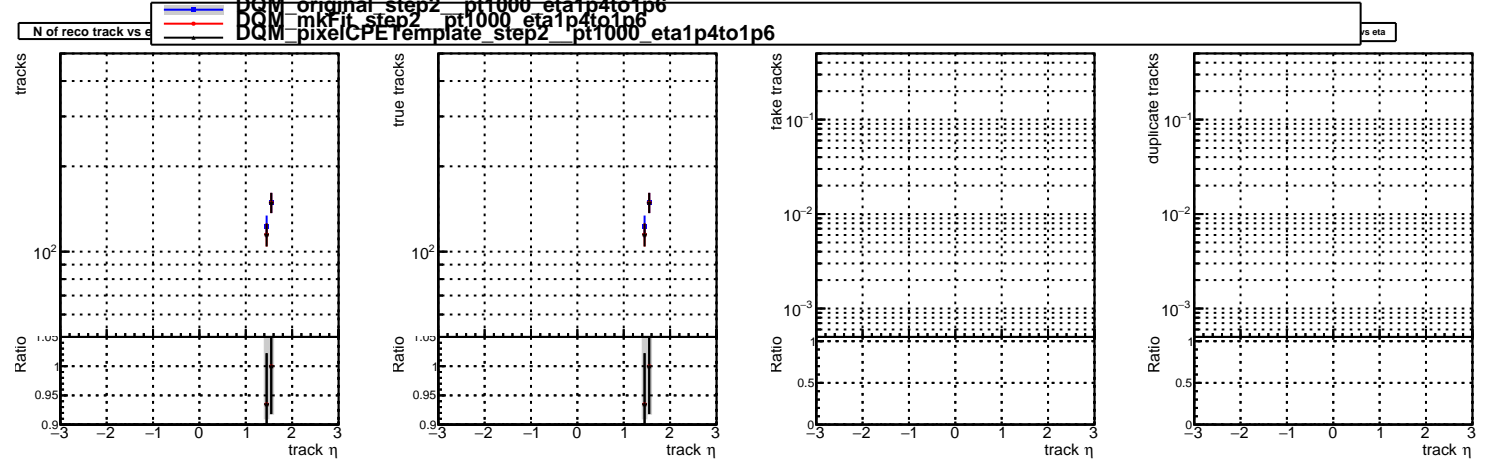 DQM_original_step2__pt1000_eta1p4to1p6
DQM_mkFit_step2__pt1000_eta1p4to1p6
DQM_pixelCPETemplate_step2__pt1000_eta1p4to1p6
N of reco track vs e
vs eta
tracks
10²
Ratio
1.05
1
0.95
0.9
−3 −2 −1 0 1 2 3
track η
true tracks
10²
Ratio
1.05
1
0.95
0.9
−3 −2 −1 0 1 2 3
track η
fake tracks
10⁻¹
10⁻²
10⁻³
Ratio
1
0.5
0
−3 −2 −1 0 1 2 3
track η
duplicate tracks
10⁻¹
10⁻²
10⁻³
Ratio
1
0.5
0
−3 −2 −1 0 1 2 3
track η